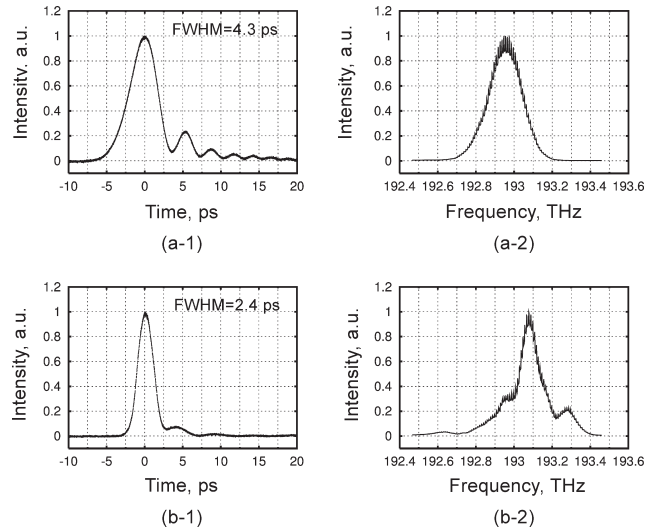 1.2
1
0.8
0.6
0.4
0.2
0
Intensity. a.u.
FWHM=4.3 ps
-10 -5 0 5 10 15 20
Time, ps
(a-1)
1.2
1
0.8
0.6
0.4
0.2
0
Intensity, a.u.
192.4 192.8 193 193.2 193.4 193.6
Frequency, THz
(a-2)
1.2
1
0.8
0.6
0.4
0.2
0
Intensity, a.u.
FWHM=2.4 ps
-10 -5 0 5 10 15 20
Time, ps
(b-1)
1.2
1
0.8
0.6
0.4
0.2
0
Intensity, a.u.
192.4 192.8 193 193.2 193.4 193.6
Frequency, THz
(b-2)